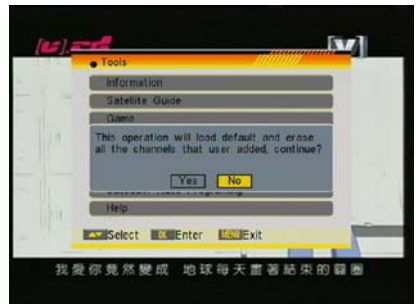 [V]
Tools
Information
Satellite Guide
Game
This operation will load default and erase
all the channels that user added, continue?
Yes No
Help
Select OK Enter MENU Exit
我愛你竟然變成 地球每天畫著結束的圓圈